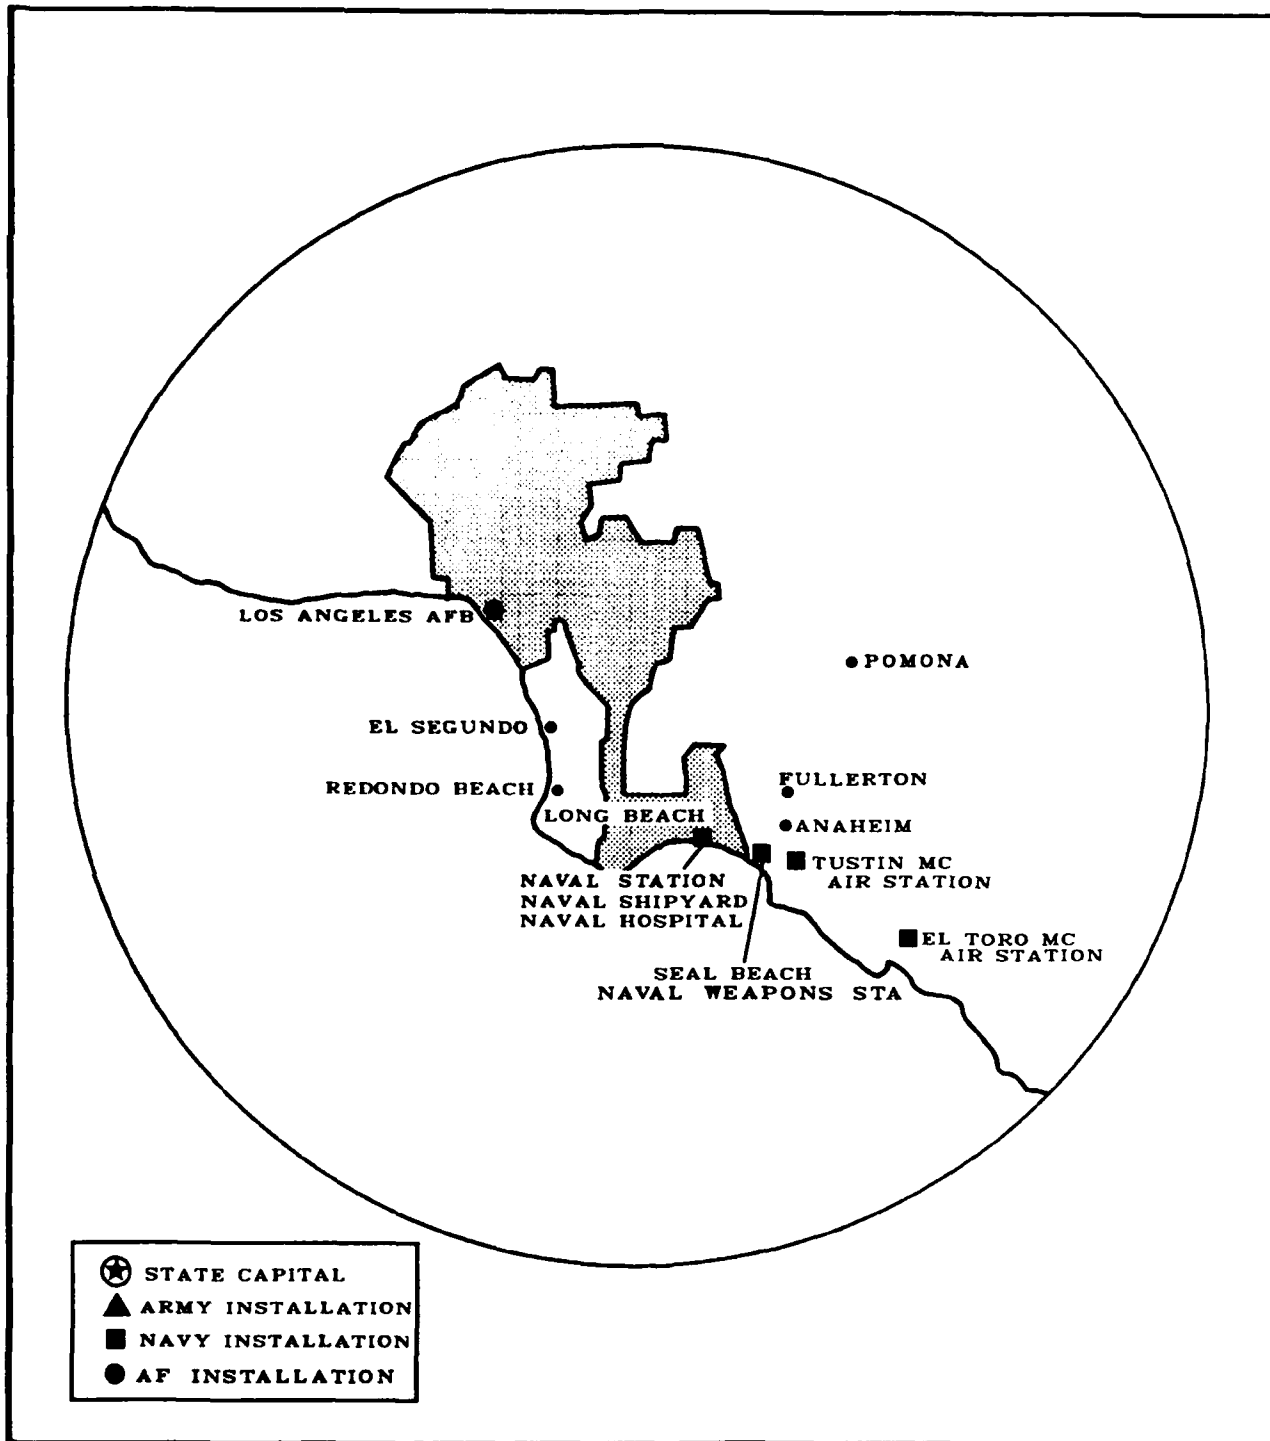 LOS ANGELES AFB
POMONA
EL SEGUNDO
FULLERTON
REDONDO BEACH
LONG BEACH
ANAHEIM
TUSTIN MC
AIR STATION
NAVAL STATION
NAVAL SHIPYARD
NAVAL HOSPITAL
EL TORO MC
AIR STATION
SEAL BEACH
NAVAL WEAPONS STA
STATE CAPITAL
ARMY INSTALLATION
NAVY INSTALLATION
AF INSTALLATION